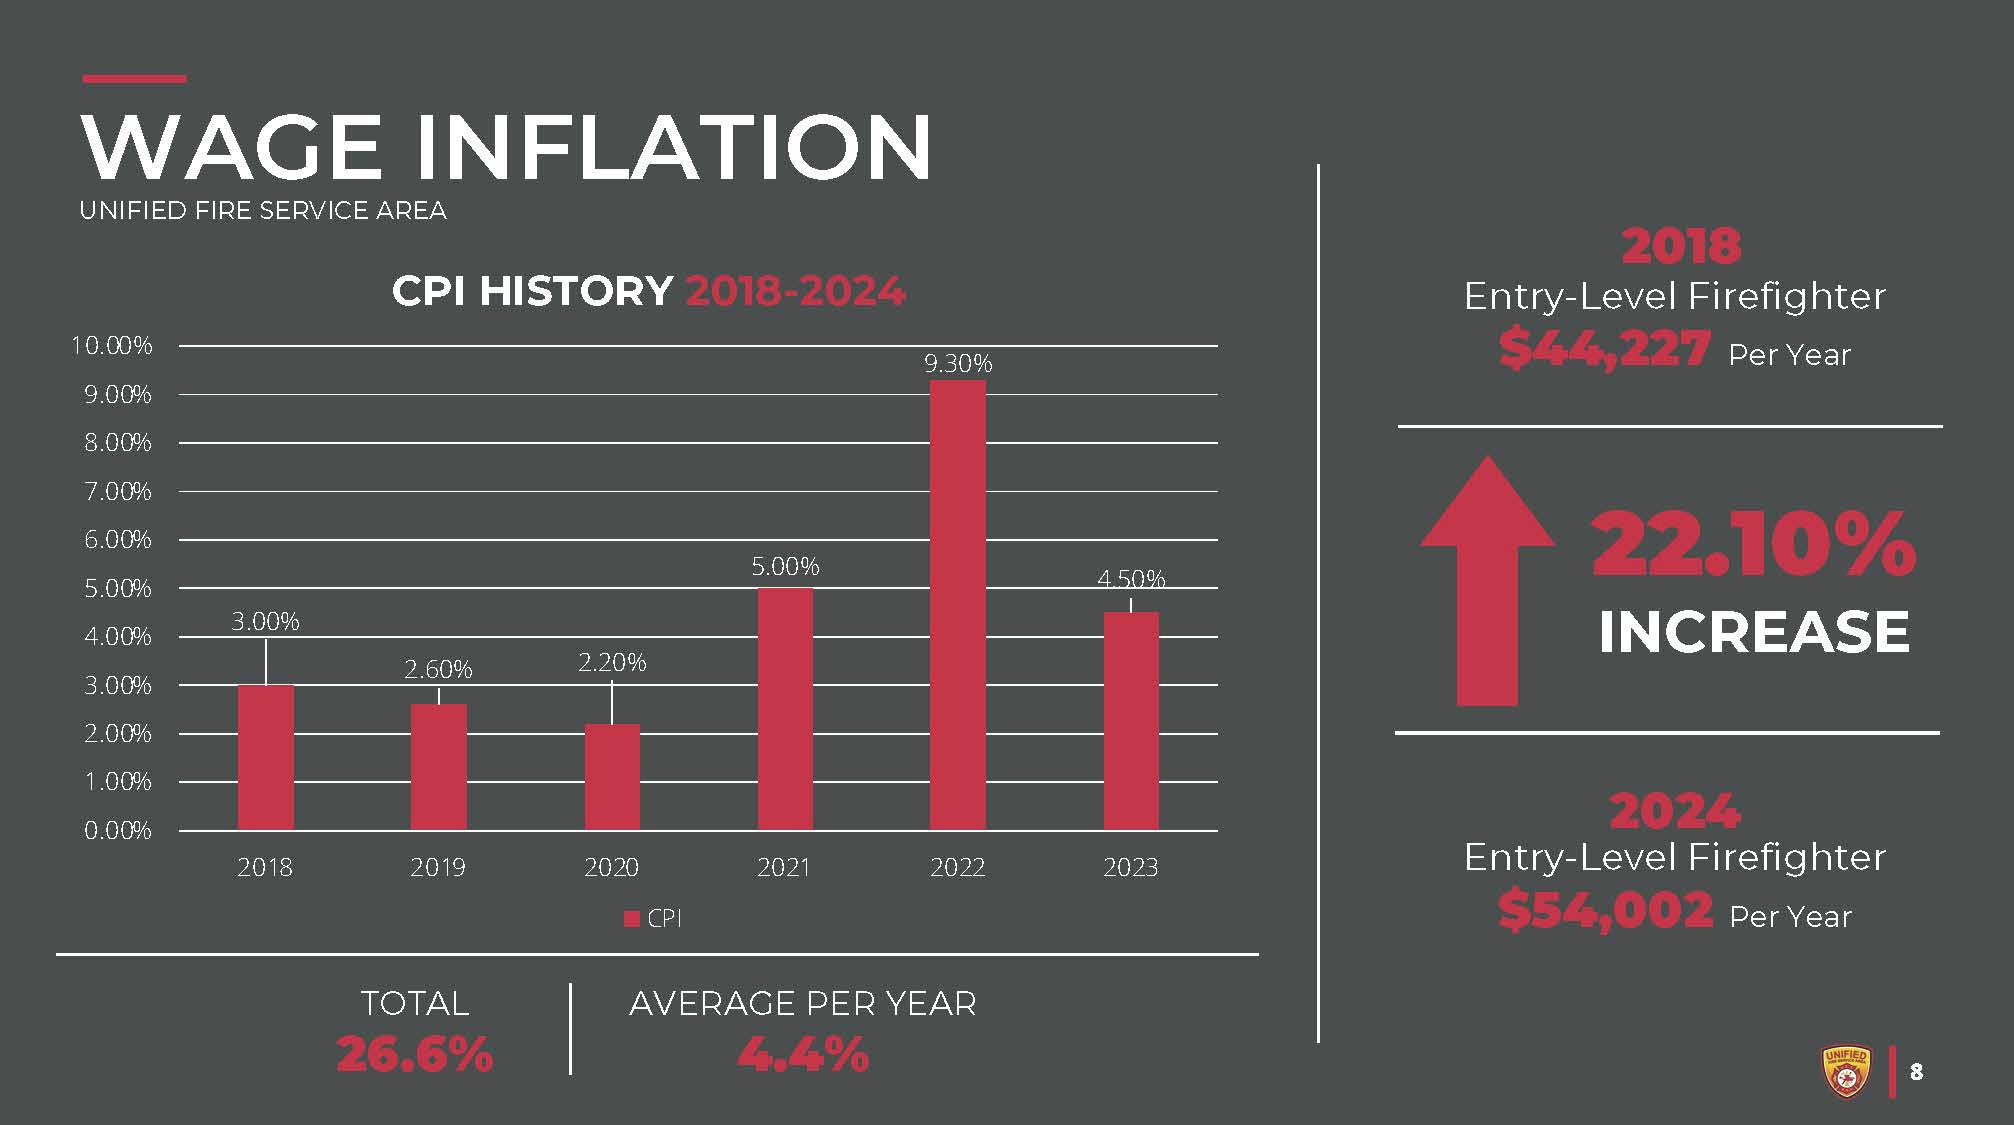 WAGE INFLATION
UNIFIED FIRE SERVICE AREA
CPI HISTORY 2018-2024
10.00%
9.00%
8.00%
7.00%
6.00%
5.00%
4.00%
3.00%
2.00%
1.00%
0.00%
3.00%
2.60%
2.20%
5.00%
9.30%
4.50%
2018 2019 2020 2021 2022 2023
CPI
TOTAL
26.6%
AVERAGE PER YEAR
4.4%
2018
Entry-Level Firefighter
$44,227 Per Year
22.10%
INCREASE
2024
Entry-Level Firefighter
$54,002 Per Year
UNIFIED
FIRE SERVICE AREA
8